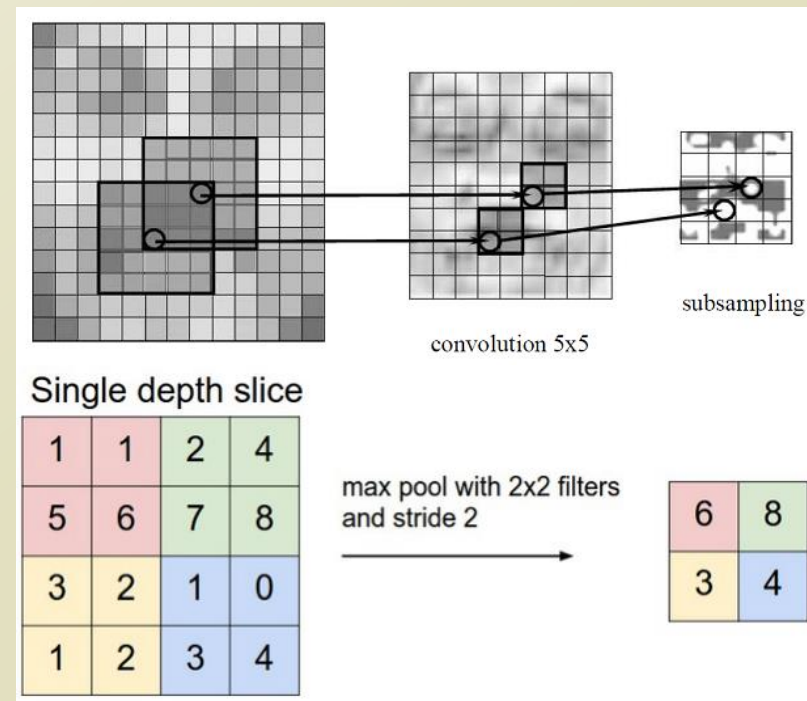 convolution 5x5
subsampling
Single depth slice
1 1 2 4
5 6 7 8
3 2 1 0
1 2 3 4
max pool with 2x2 filters
and stride 2
6 8
3 4